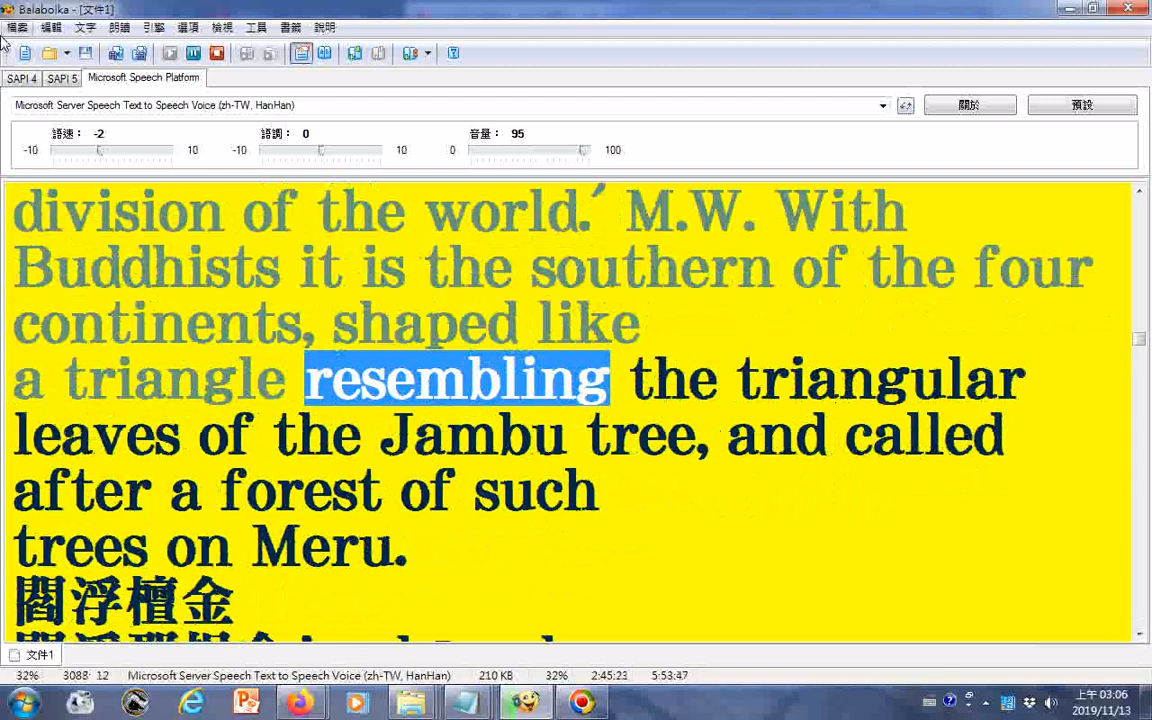 Balabolka - [文件1]
檔案 編輯 文字 朗讀 引擎 選項 檢視 工具 書籤 說明
SAPI 4 SAPI 5 Microsoft Speech Platform
Microsoft Server Speech Text to Speech Voice (zh-TW, HanHan) 關於 預設
語速： -2 語調： 0 音量： 95
-10 10 -10 10 0 100
division of the world.′ M.W. With
Buddhists it is the southern of the four
continents, shaped like
a triangle resembling the triangular
leaves of the Jambu tree, and called
after a forest of such
trees on Meru.
閻浮檀金
文件1
32% 3088: 12 Microsoft Server Speech Text to Speech Voice (zh-TW, HanHan) 210 KB 32% 2:45:23 5:53:47
上午 03:06
2019/11/13